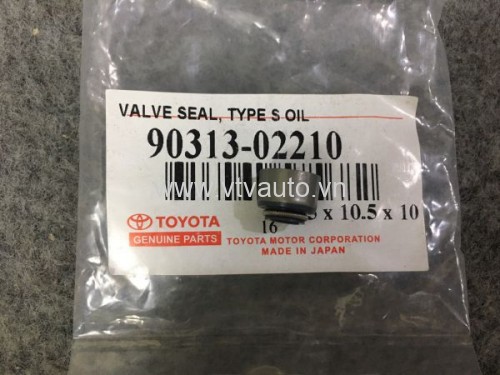 VALVE SEAL, TYPE S OIL
90313-02210
www.vtvauto.vn
x 10.5 x 10
16
TOYOTA
GENUINE PARTS
TOYOTA MOTOR CORPORATION
MADE IN JAPAN